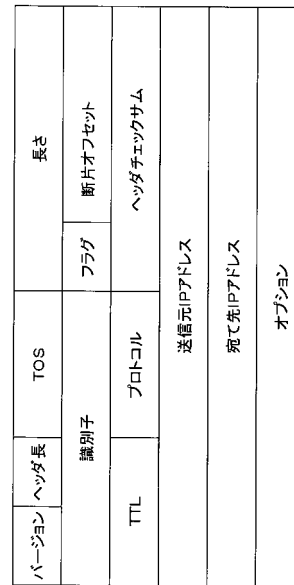 バージョン ヘッダ長 TOS 長さ
識別子 フラグ 断片オフセット
TTL プロトコル ヘッダチェックサム
送信元IPアドレス
宛て先IPアドレス
オプション